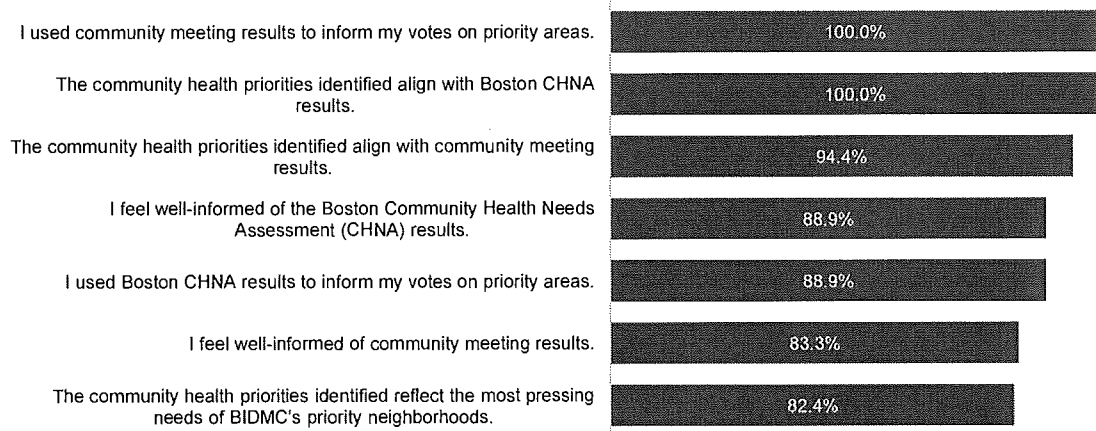 I used community meeting results to inform my votes on priority areas.
100.0%
The community health priorities identified align with Boston CHNA
results.
100.0%
The community health priorities identified align with community meeting
results.
94.4%
I feel well-informed of the Boston Community Health Needs
Assessment (CHNA) results.
88.9%
I used Boston CHNA results to inform my votes on priority areas.
88.9%
I feel well-informed of community meeting results.
83.3%
The community health priorities identified reflect the most pressing
needs of BIDMC's priority neighborhoods.
82.4%